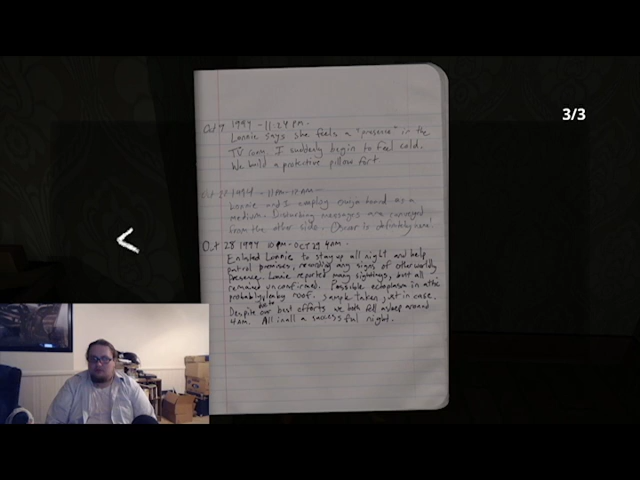 3/3
Oct 9 1994 - 11:24 PM.
Lonnie says she feels a "presence" in the
TV room. I suddenly begin to feel cold.
We build a protective pillow fort
Lonnie and I employ ouija board as a
medium. Disturbing messages are conveyed
from the other side. Oscar is definitely here!
Oct 28 1994 10PM - OCT 29 4am.
Enlisted Lonnie to stay up all night and help
patrol premises, recording any signs of otherworldly
presence. Lonnie reported many sightings, but all
remained unconfirmed. Possible ectoplasm in attic
probably leaky roof. Sample taken just in case.
Despite our best efforts we both fell asleep around
4am. All in all a successful night.